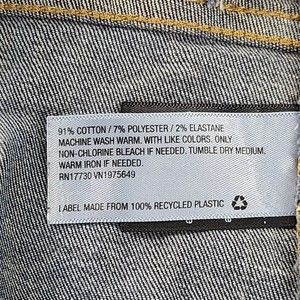 91% COTTON / 7% POLYESTER / 2% ELASTANE
MACHINE WASH WARM. WITH LIKE COLORS. ONLY
NON-CHLORINE BLEACH IF NEEDED. TUMBLE DRY MEDIUM.
WARM IRON IF NEEDED.
RN17730 VN1975649
LABEL MADE FROM 100% RECYCLED PLASTIC